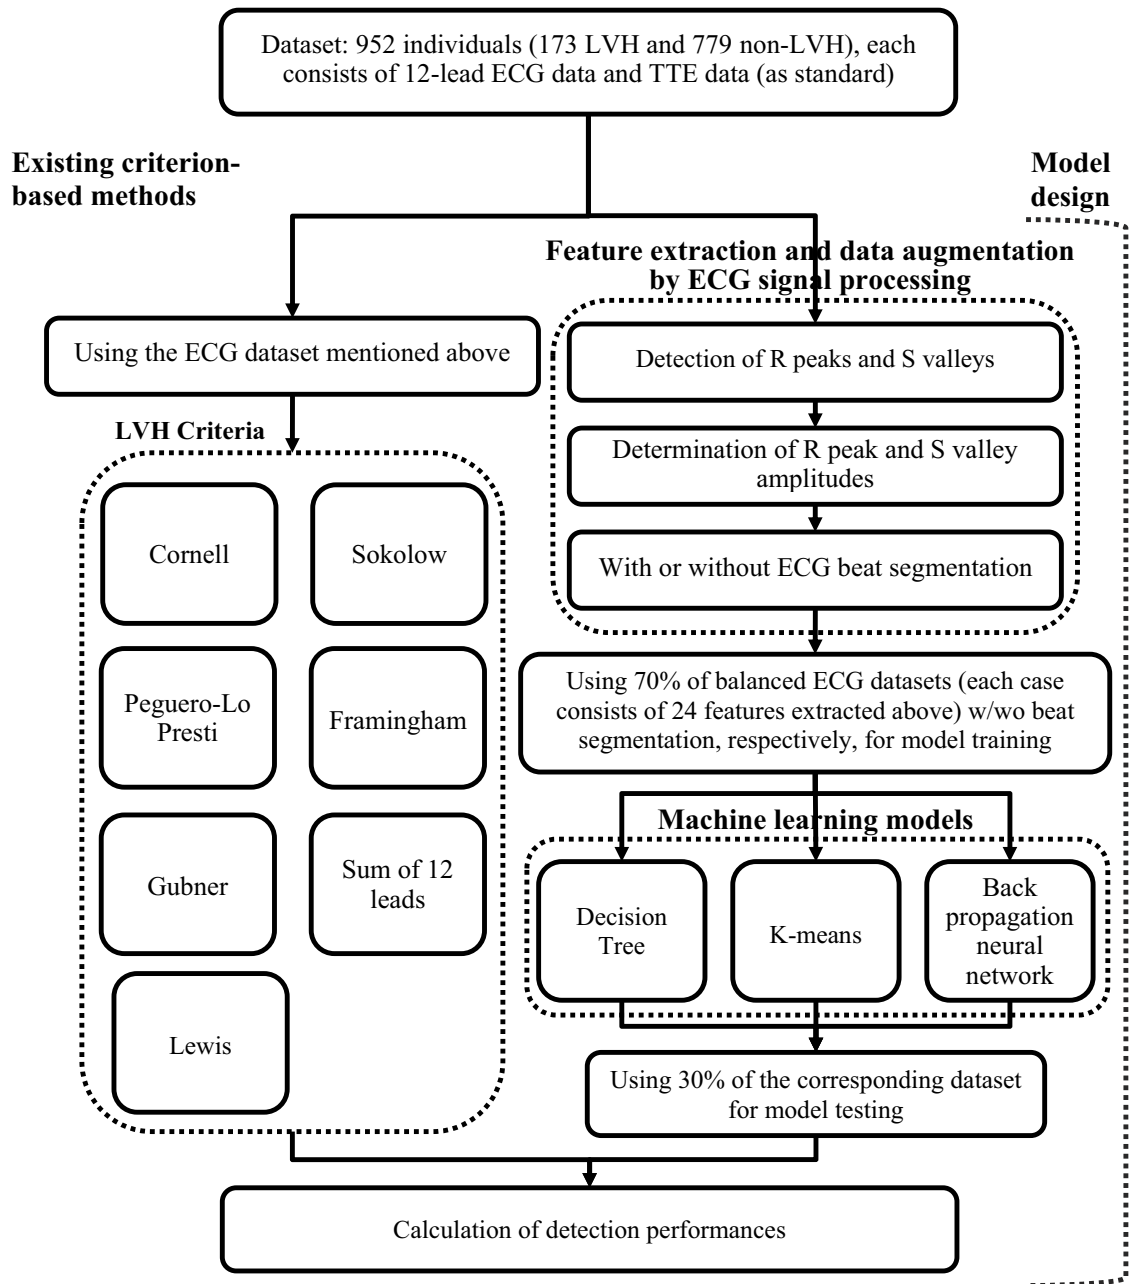 Dataset: 952 individuals (173 LVH and 779 non-LVH), each
consists of 12-lead ECG data and TTE data (as standard)
Existing criterion-
based methods
Model
design
Feature extraction and data augmentation
by ECG signal processing
Using the ECG dataset mentioned above
Detection of R peaks and S valleys
LVH Criteria
Determination of R peak and S valley
amplitudes
Cornell
Sokolow
With or without ECG beat segmentation
Peguero-Lo
Presti
Framingham
Using 70% of balanced ECG datasets (each case
consists of 24 features extracted above) w/wo beat
segmentation, respectively, for model training
Machine learning models
Gubner
Sum of 12
leads
Decision
Tree
K-means
Back
propagation
neural
network
Lewis
Using 30% of the corresponding dataset
for model testing
Calculation of detection performances